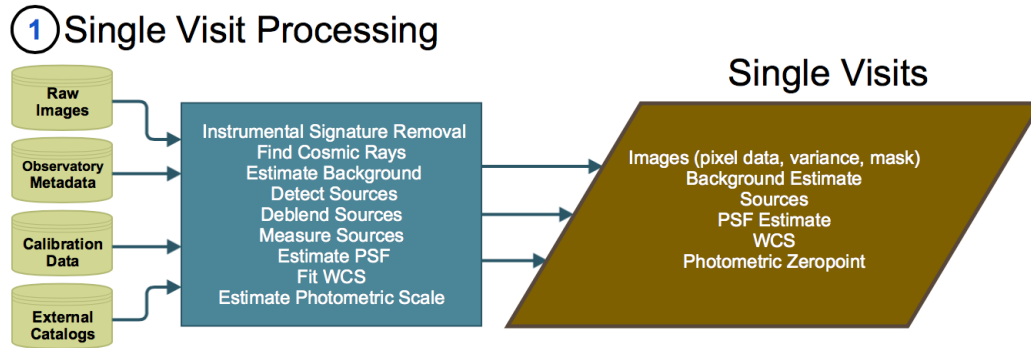 1 Single Visit Processing
Raw
Images
Observatory
Metadata
Calibration
Data
External
Catalogs
Instrumental Signature Removal
Find Cosmic Rays
Estimate Background
Detect Sources
Deblend Sources
Measure Sources
Estimate PSF
Fit WCS
Estimate Photometric Scale
Single Visits
Images (pixel data, variance, mask)
Background Estimate
Sources
PSF Estimate
WCS
Photometric Zeropoint